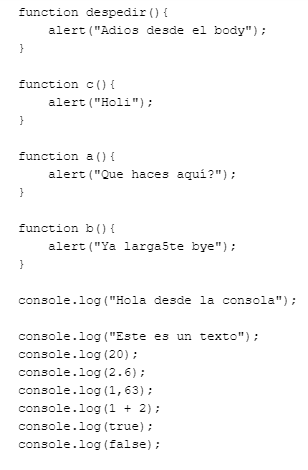 function despedir(){
    alert("Adios desde el body");
}

function c(){
    alert("Holi");
}

function a(){
    alert("Que haces aquí?");
}

function b(){
    alert("Ya larga5te bye");
}

console.log("Hola desde la consola");

console.log("Este es un texto");
console.log(20);
console.log(2.6);
console.log(1,63);
console.log(1 + 2);
console.log(true);
console.log(false);